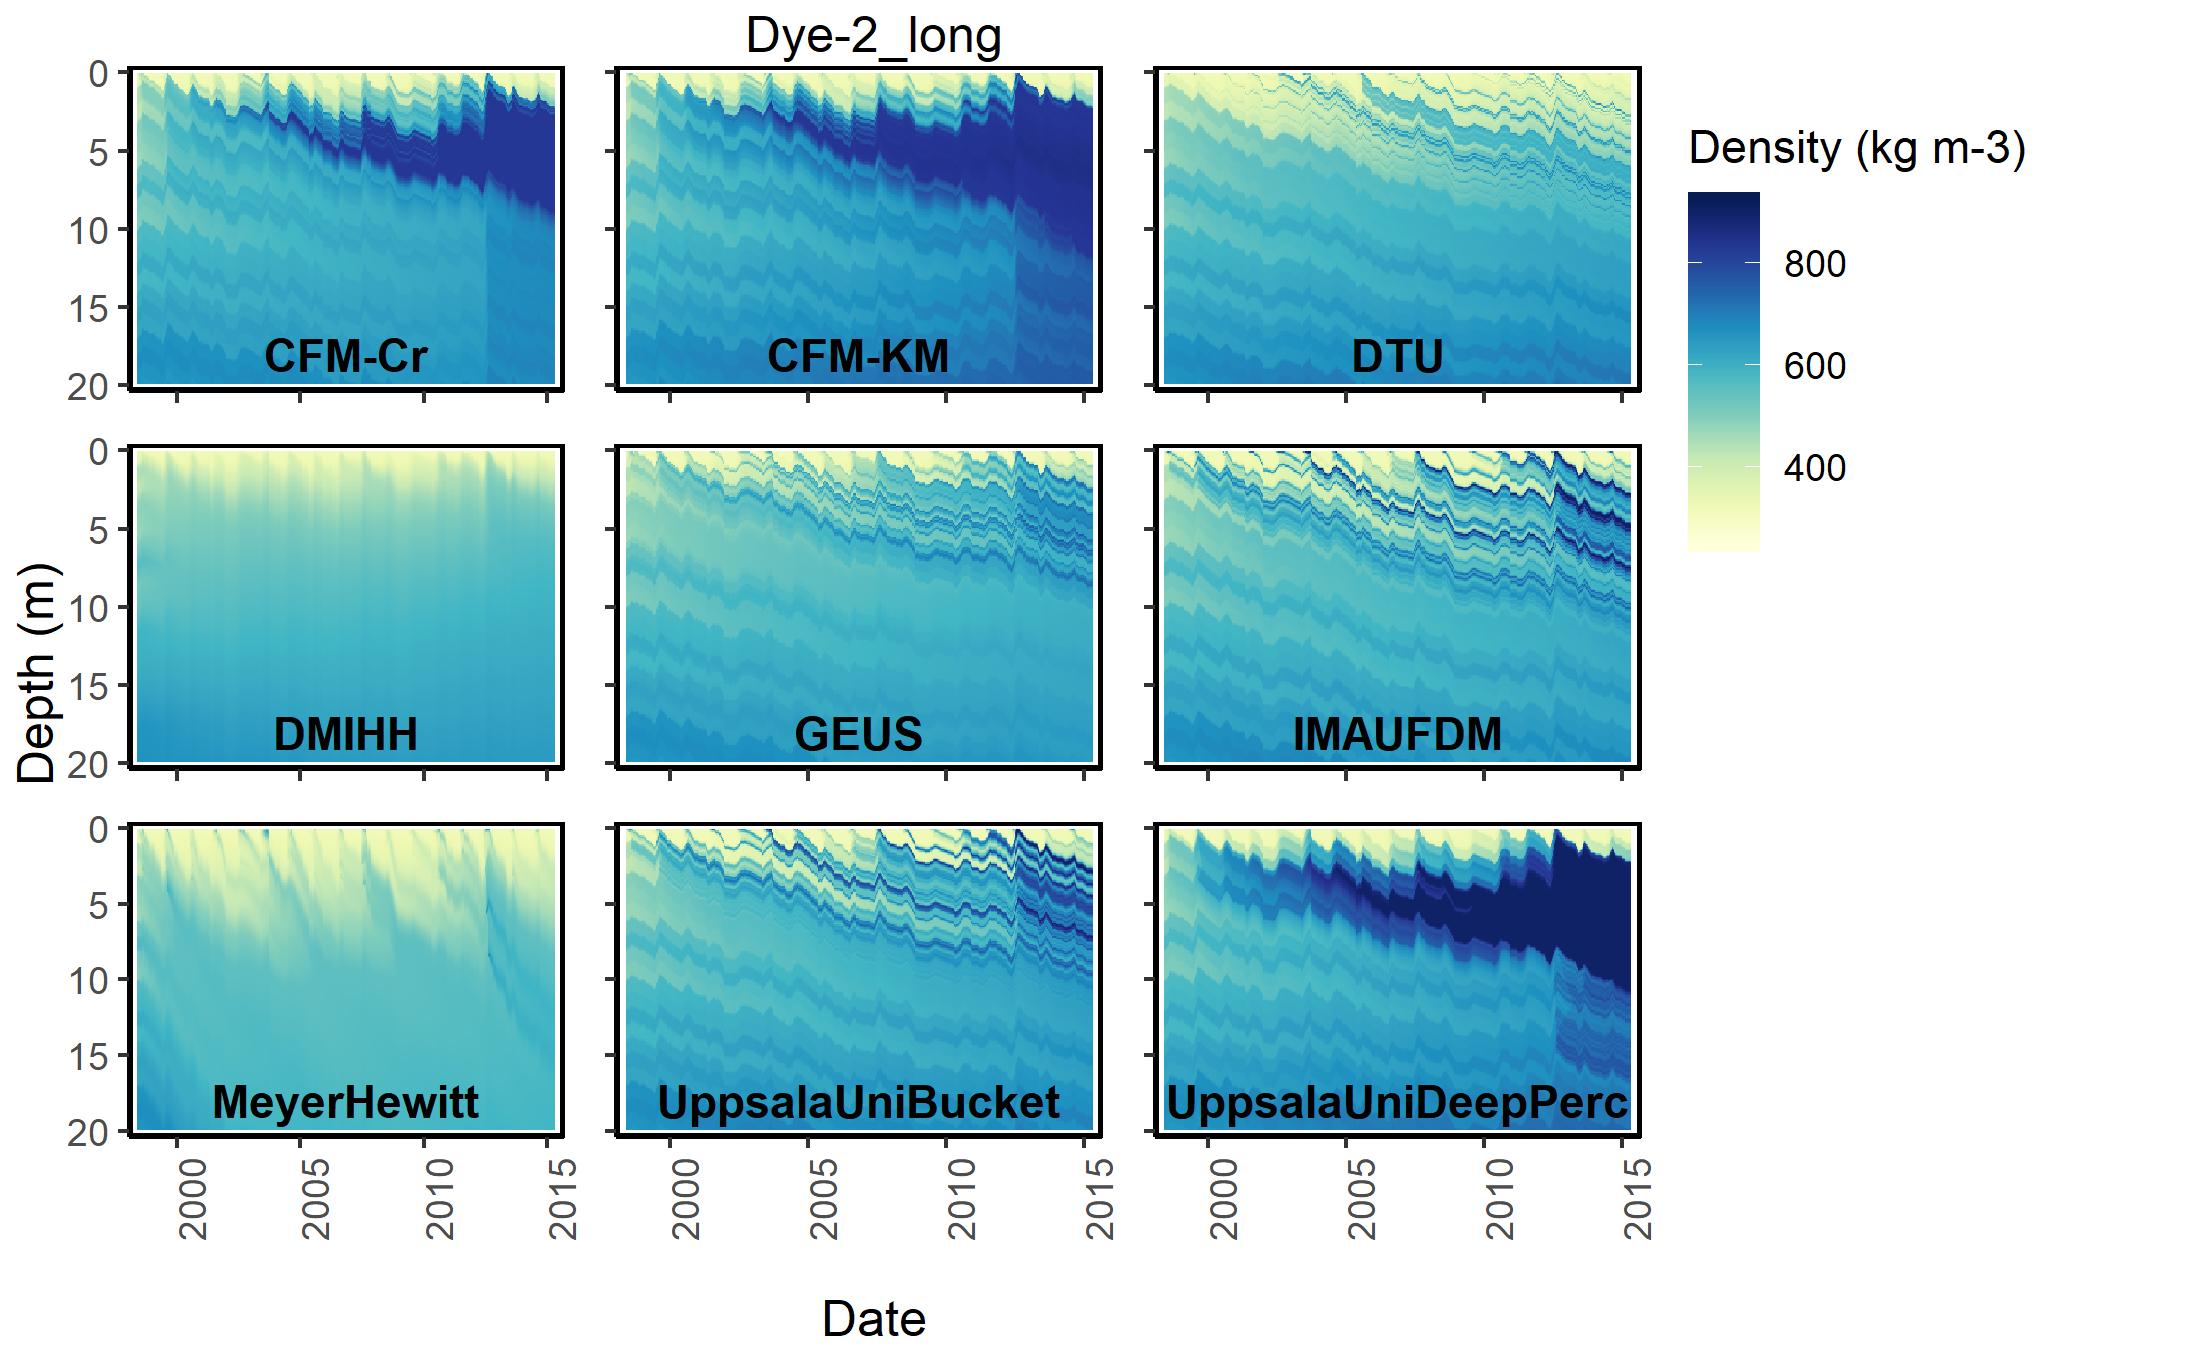 Dye-2_long
0
5
10
15
20
CFM-Cr
CFM-KM
DTU
Density (kg m-3)
800
600
400
Depth (m)
0
5
10
15
20
DMIHH
GEUS
IMAUFDM
0
5
10
15
20
MeyerHewitt
UppsalaUniBucket
UppsalaUniDeepPerc
2000 2005 2010 2015
2000 2005 2010 2015
2000 2005 2010 2015
Date